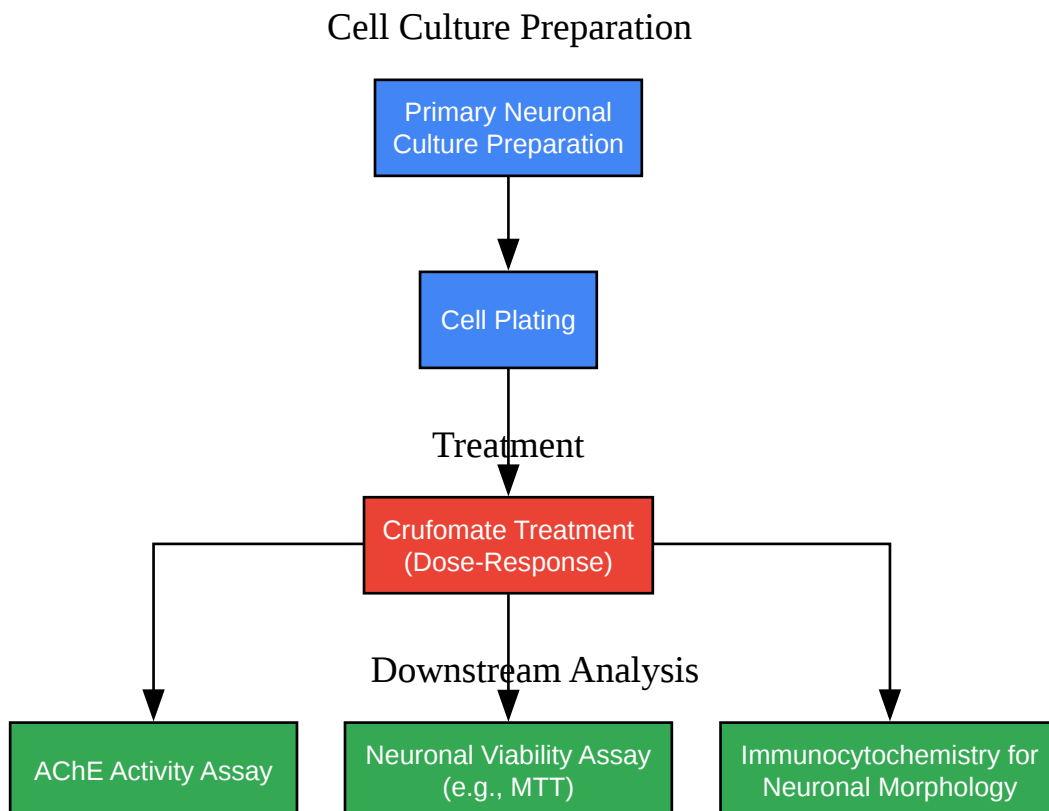 Cell Culture Preparation
Primary Neuronal
Culture Preparation
Cell Plating
Treatment
Crufomate Treatment
(Dose-Response)
Downstream Analysis
AChE Activity Assay
Neuronal Viability Assay
(e.g., MTT)
Immunocytochemistry for
Neuronal Morphology